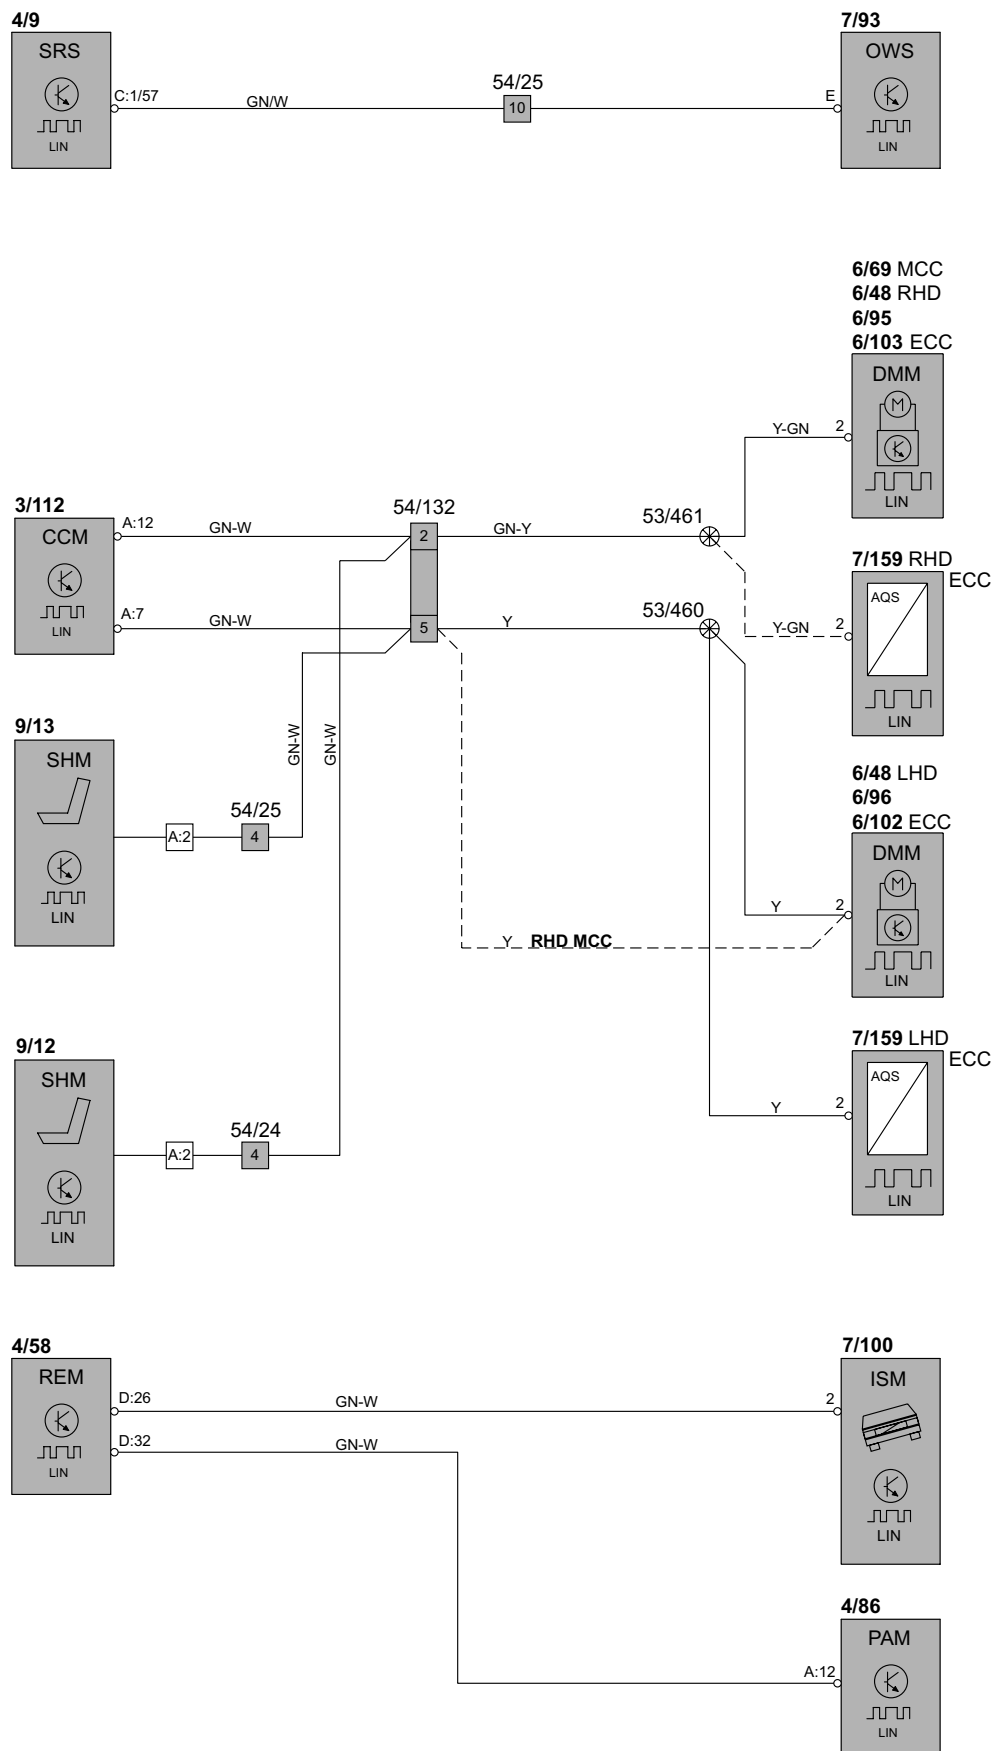 4/9
SRS
LIN
C:1/57
GN/W
54/25
10
7/93
E
OWS
LIN
6/69 MCC
6/48 RHD
6/95
6/103 ECC
DMM
M
LIN
Y-GN
2
3/112
CCM
LIN
A:12
GN-W
54/132
2
GN-Y
53/461
A:7
GN-W
5
Y
53/460
7/159 RHD
ECC
AQS
LIN
Y-GN
2
9/13
SHM
LIN
A:2
54/25
4
GN-W
GN-W
6/48 LHD
6/96
6/102 ECC
DMM
M
LIN
Y
2
Y RHD MCC
9/12
SHM
LIN
A:2
54/24
4
7/159 LHD
ECC
AQS
LIN
Y
2
4/58
REM
LIN
D:26
GN-W
2
D:32
GN-W
7/100
ISM
LIN
4/86
PAM
LIN
A:12